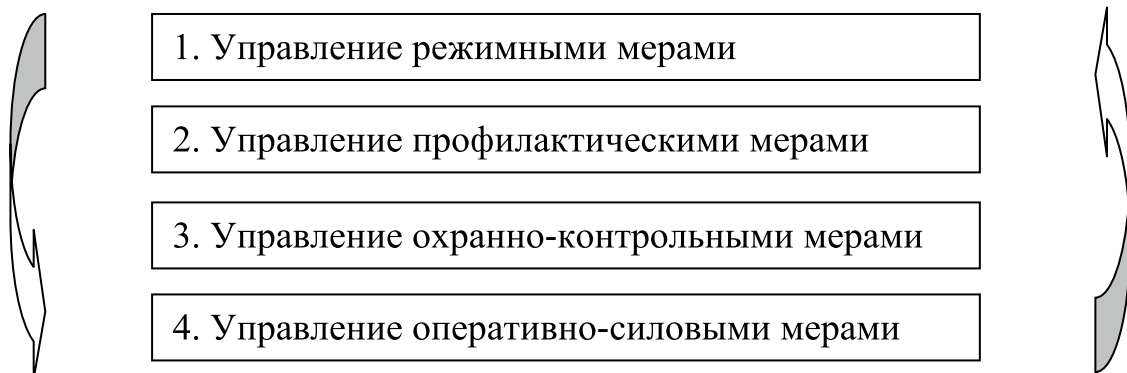 1. Управление режимными мерами
2. Управление профилактическими мерами
3. Управление охранно-контрольными мерами
4. Управление оперативно-силовыми мерами